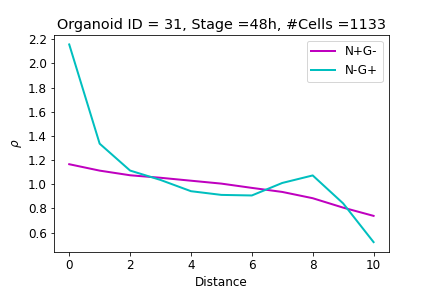 Organoid ID = 31, Stage =48h, #Cells =1133
N+G-
N-G+
ρ
2.2
2.0
1.8
1.6
1.4
1.2
1.0
0.8
0.6
0 2 4 6 8 10
Distance